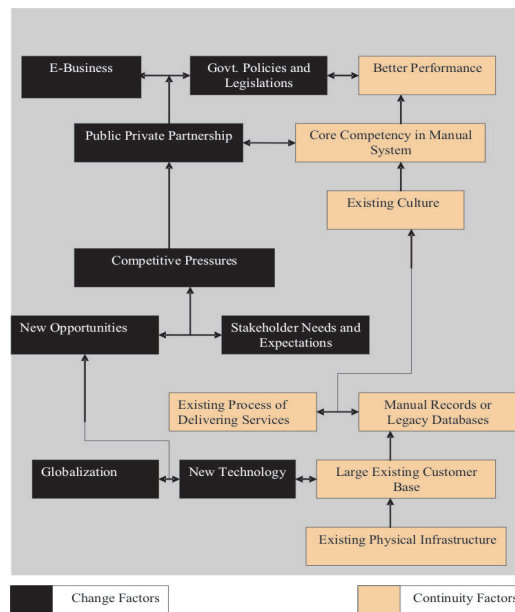 E-Business
Govt. Policies and
Legislations
Better Performance
Public Private Partnership
Core Competency in Manual
System
Existing Culture
Competitive Pressures
New Opportunities
Stakeholder Needs and
Expectations
Existing Process of
Delivering Services
Manual Records or
Legacy Databases
Globalization
New Technology
Large Existing Customer
Base
Existing Physical Infrastructure
Change Factors
Continuity Factors